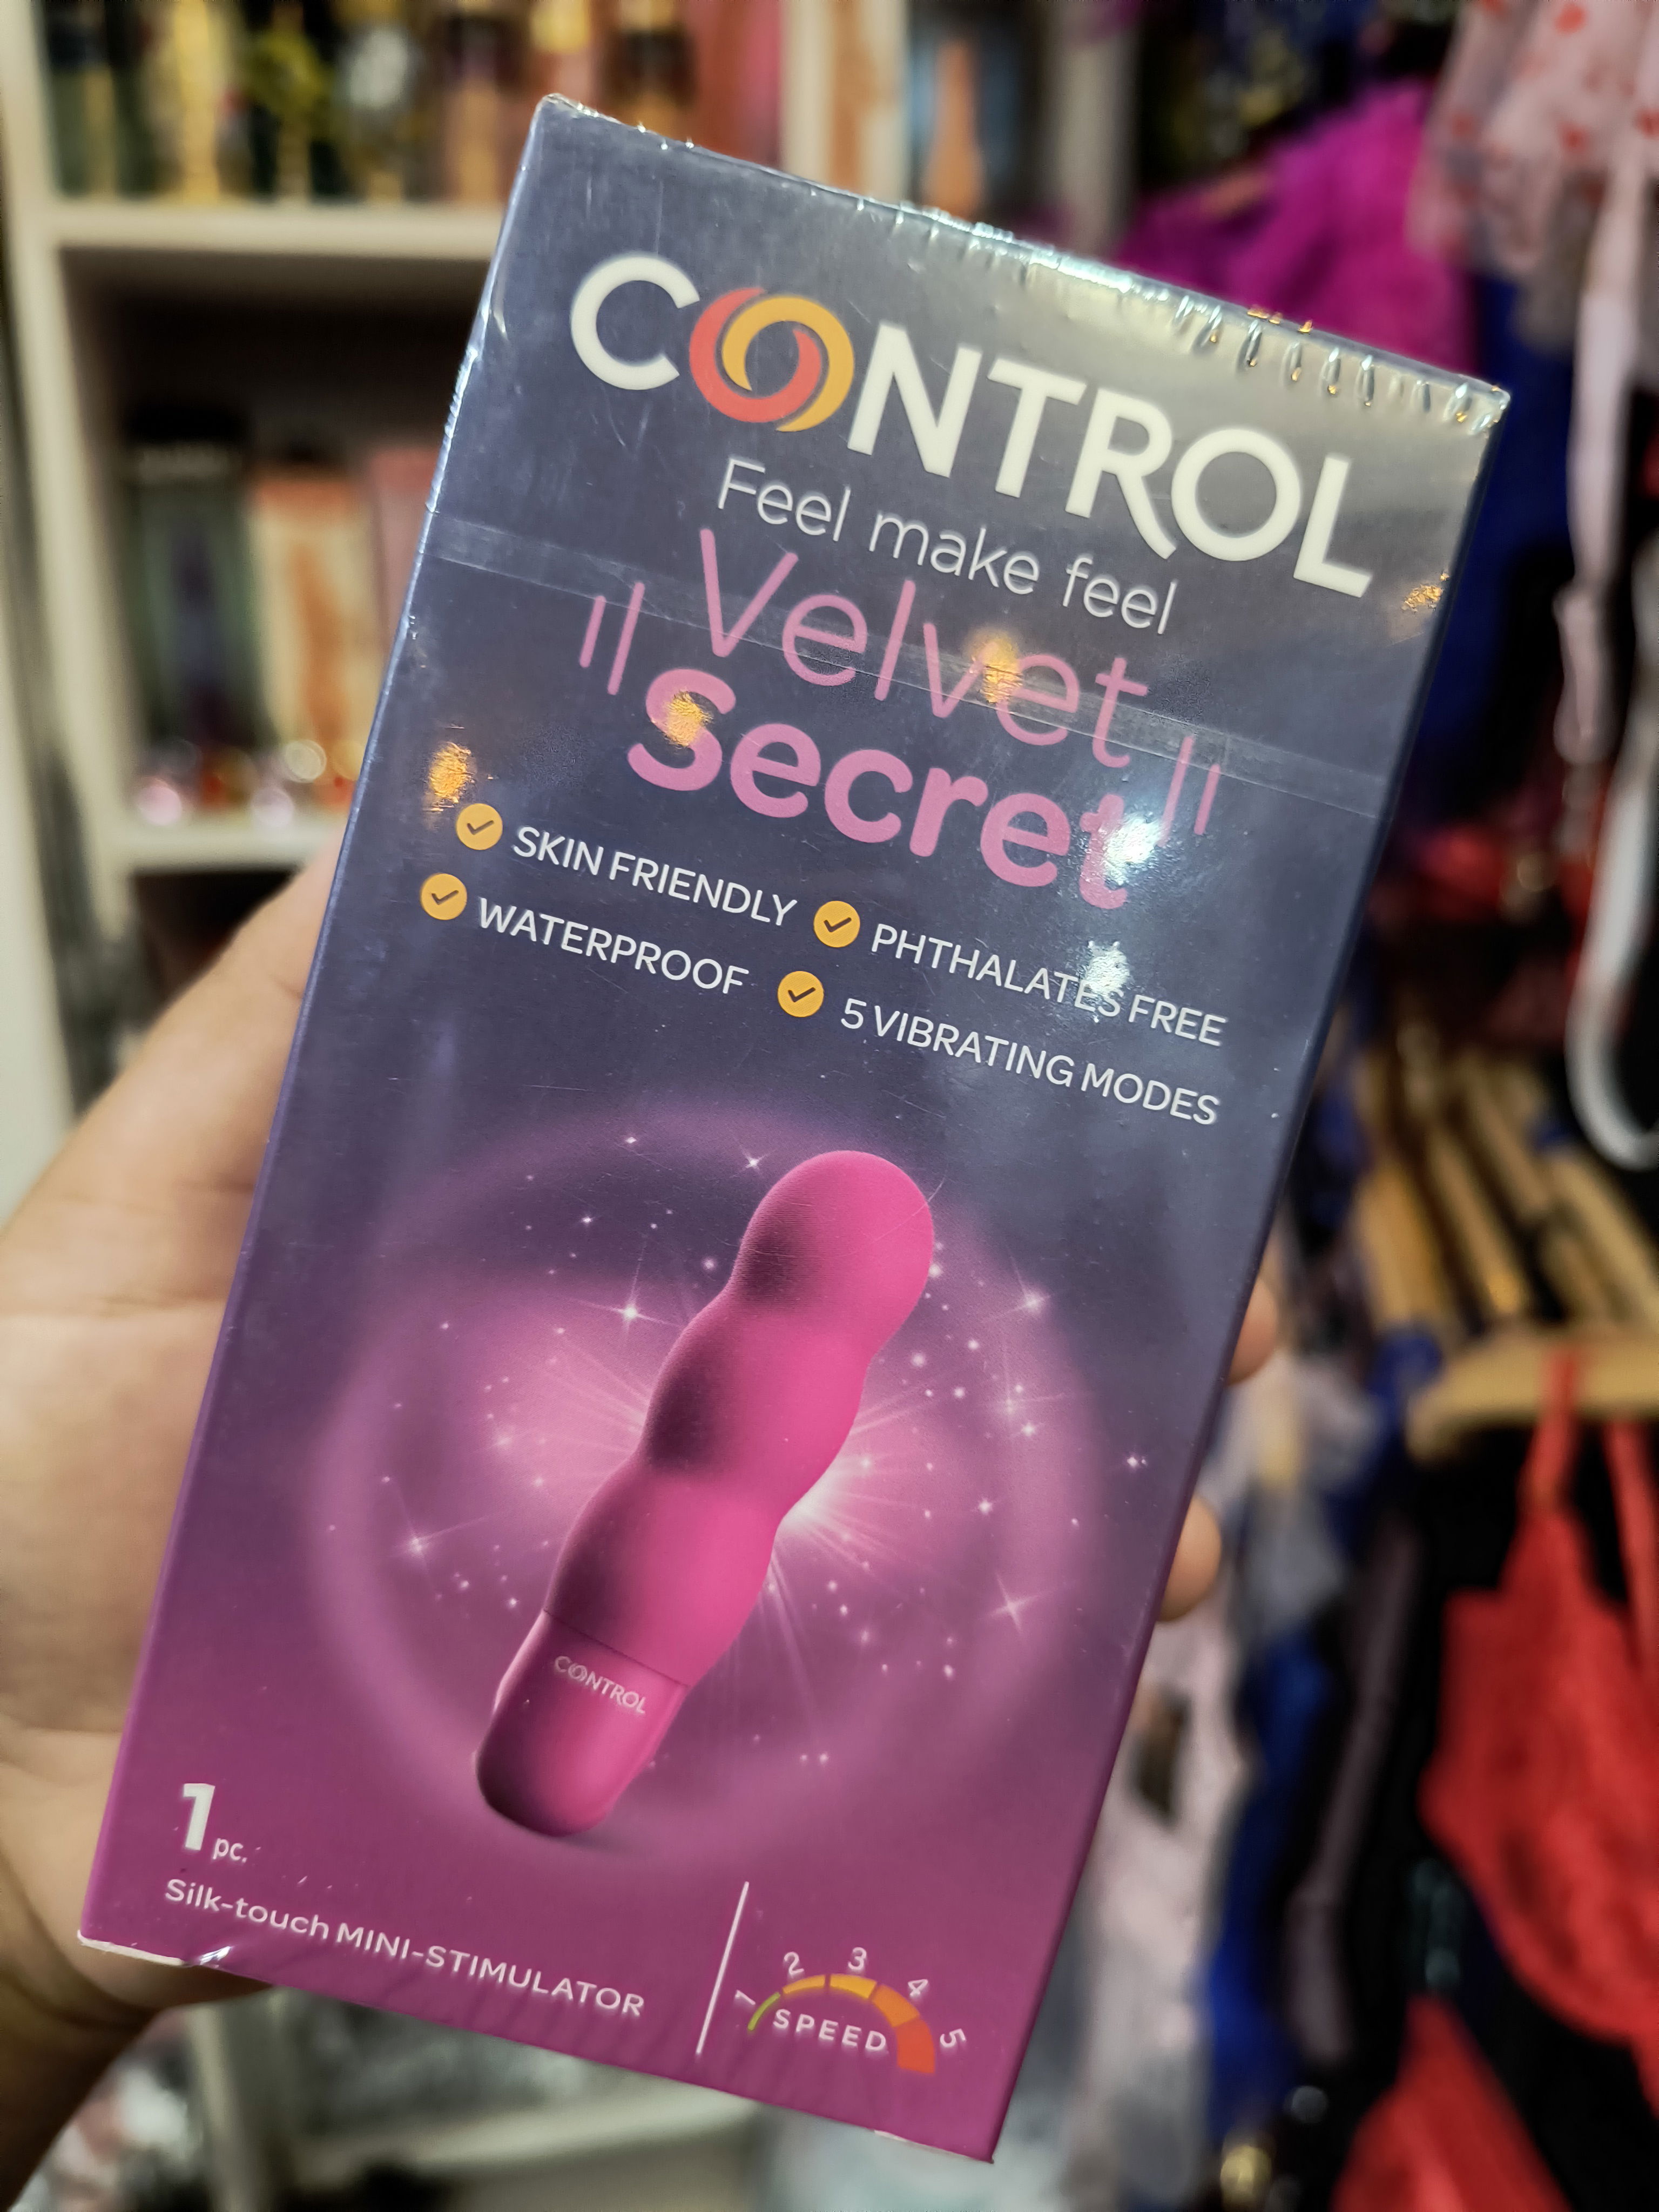 CONTROL
Feel make feel
Velvet
Secret
SKIN FRIENDLY PHTHALATES FREE
WATERPROOF 5 VIBRATING MODES
CONTROL
1 pc.
Silk-touch MINI-STIMULATOR
1 2 3 4 5
SPEED